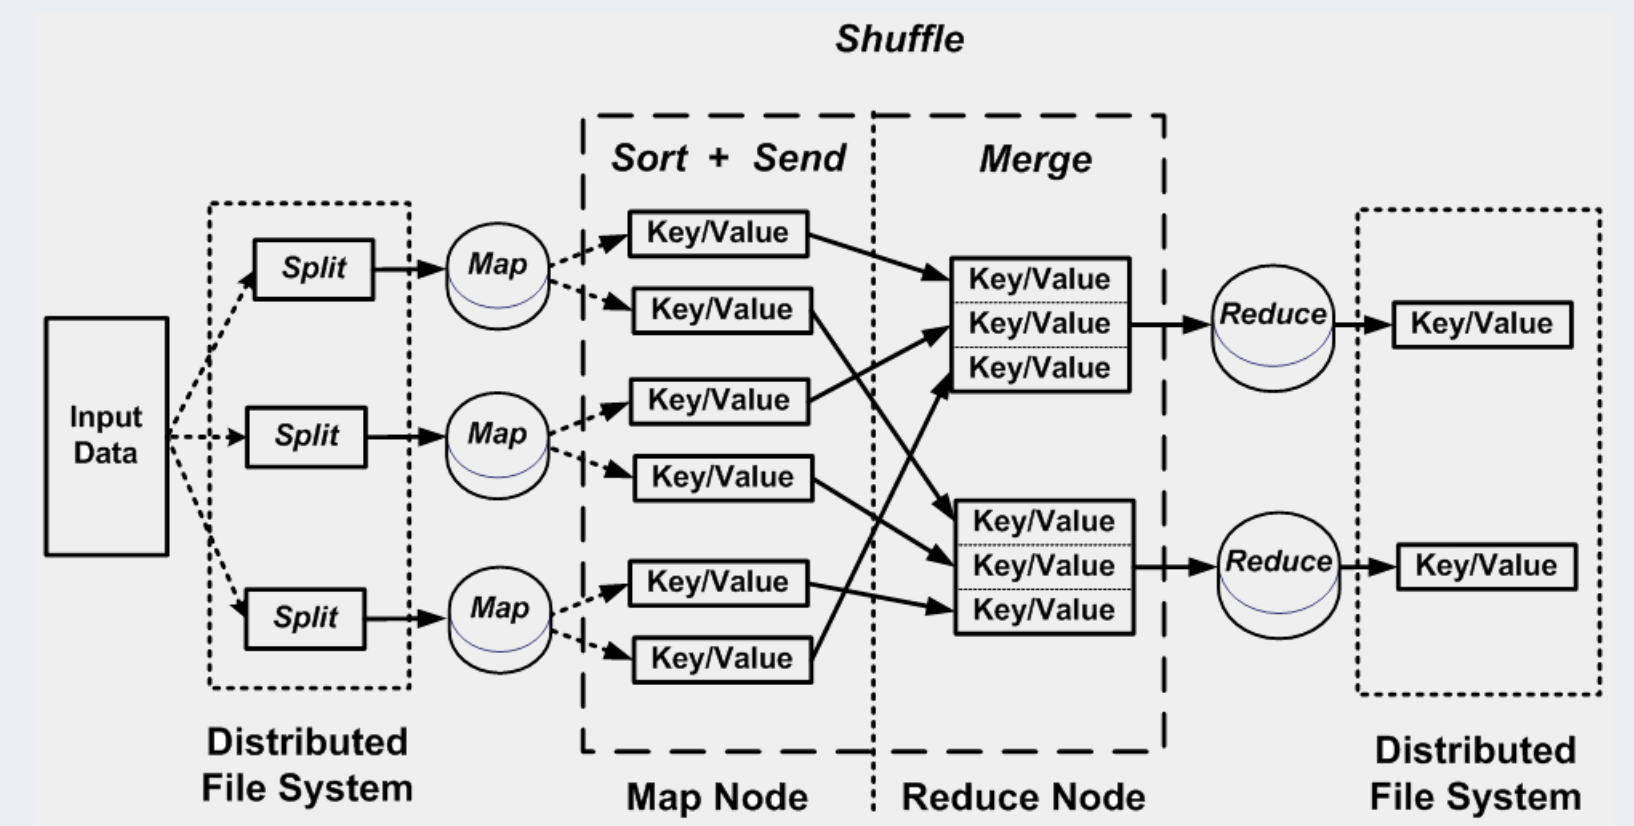 Shuffle
Sort + Send
Merge
Input
Data
Split
Split
Split
Map
Map
Map
Key/Value
Key/Value
Key/Value
Key/Value
Key/Value
Key/Value
Key/Value
Key/Value
Key/Value
Key/Value
Key/Value
Key/Value
Reduce
Reduce
Key/Value
Key/Value
Distributed
File System
Map Node
Reduce Node
Distributed
File System